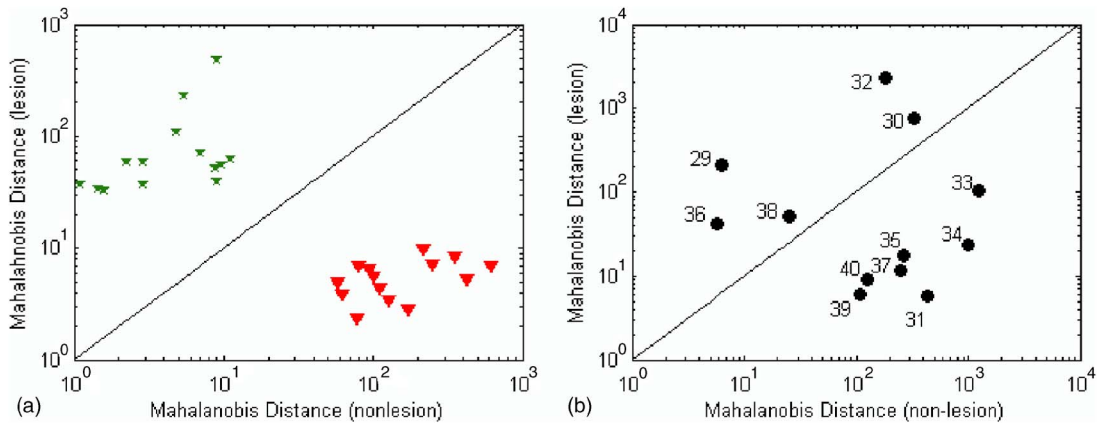 10³
10²
10¹
10⁰
10⁰ 10¹ 10² 10³
Mahalahnobis Distance (lesion)
Mahalanobis Distance (nonlesion)
(a)
10⁴
10³
10²
10¹
10⁰
10⁰ 10¹ 10² 10³ 10⁴
Mahalanobis Distance (lesion)
32
30
29
33
36
38
34
35
37
40
39
31
Mahalanobis Distance (non-lesion)
(b)